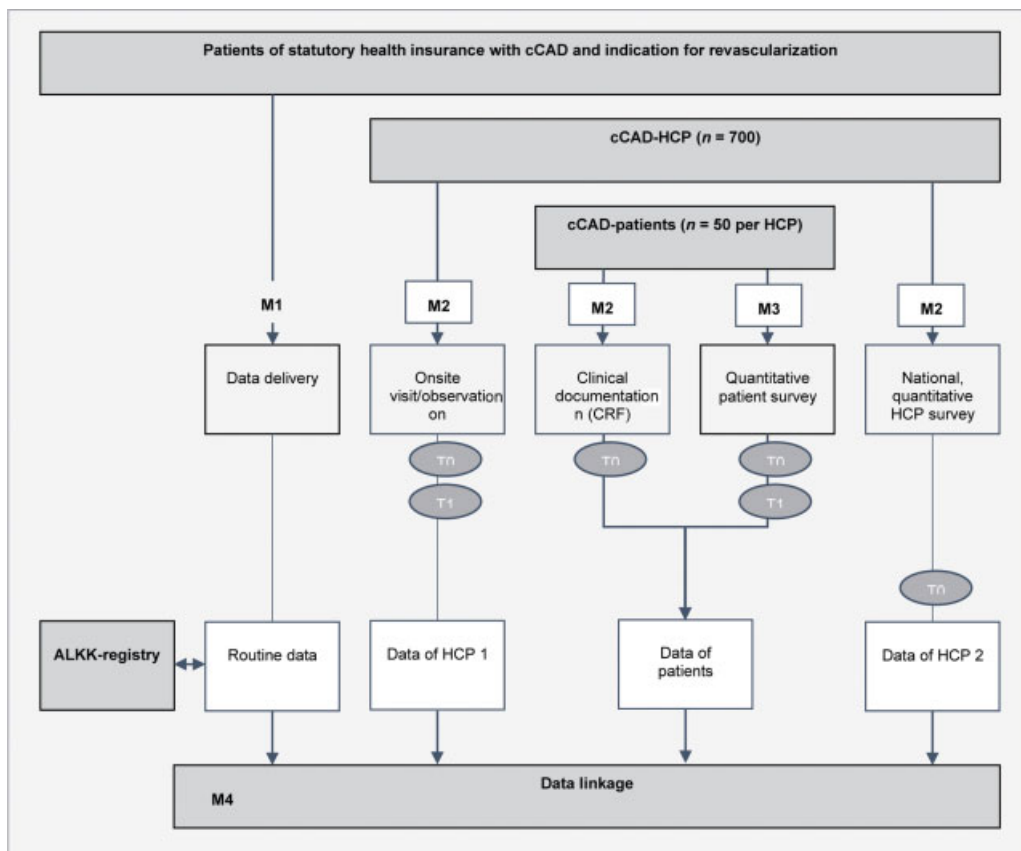 Patients of statutory health insurance with cCAD and indication for revascularization
cCAD-HCP (n = 700)
cCAD-patients (n = 50 per HCP)
M1
M2
M2
M3
M2
Data delivery
Onsite
visit/observation
on
Clinical
documentation
n (CRF)
Quantitative
patient survey
National,
quantitative
HCP survey
T0
T0
T0
T1
T1
T0
ALKK-registry
Routine data
Data of HCP 1
Data of
patients
Data of HCP 2
Data linkage
M4